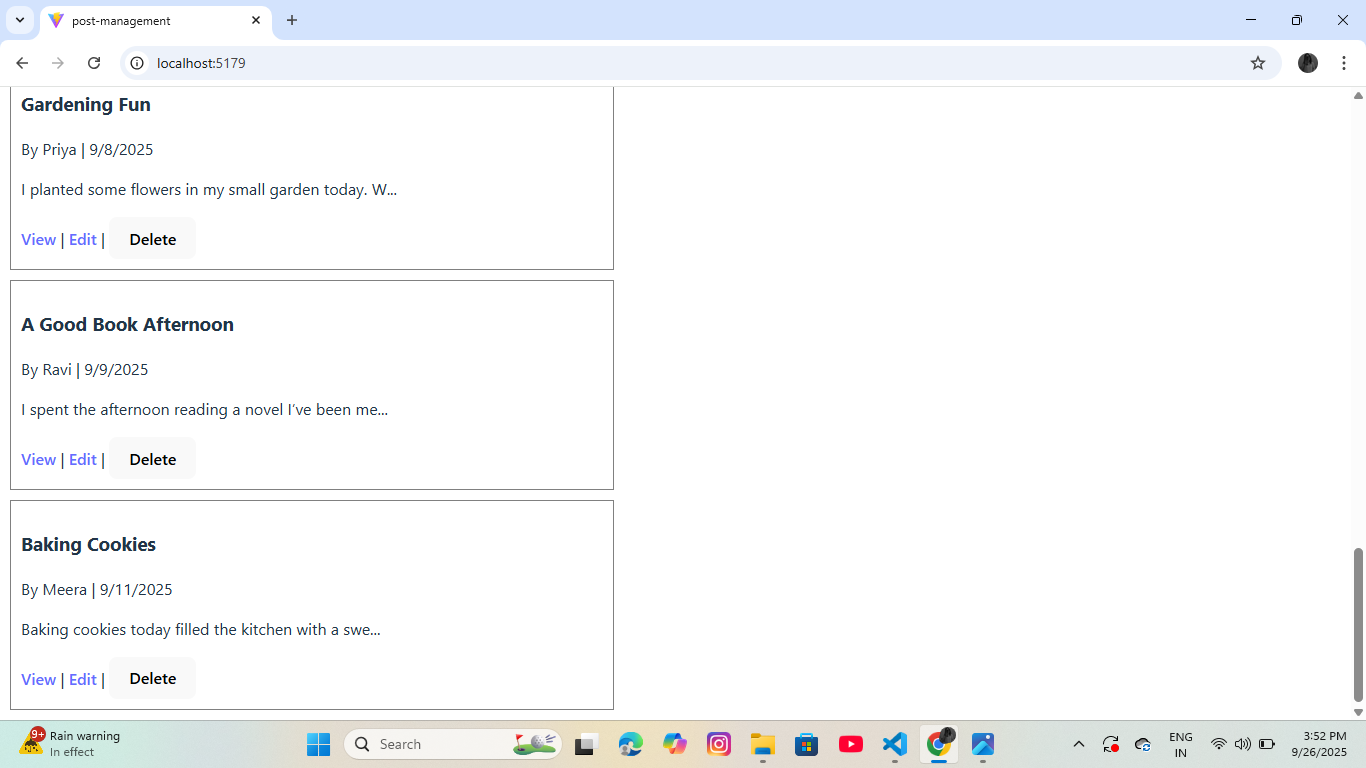 post-management
localhost:5179
Gardening Fun
By Priya | 9/8/2025
I planted some flowers in my small garden today. W...
View | Edit | Delete
A Good Book Afternoon
By Ravi | 9/9/2025
I spent the afternoon reading a novel I’ve been me...
View | Edit | Delete
Baking Cookies
By Meera | 9/11/2025
Baking cookies today filled the kitchen with a swe...
View | Edit | Delete
9+
Rain warning
In effect
Search
ENG
IN
3:52 PM
9/26/2025